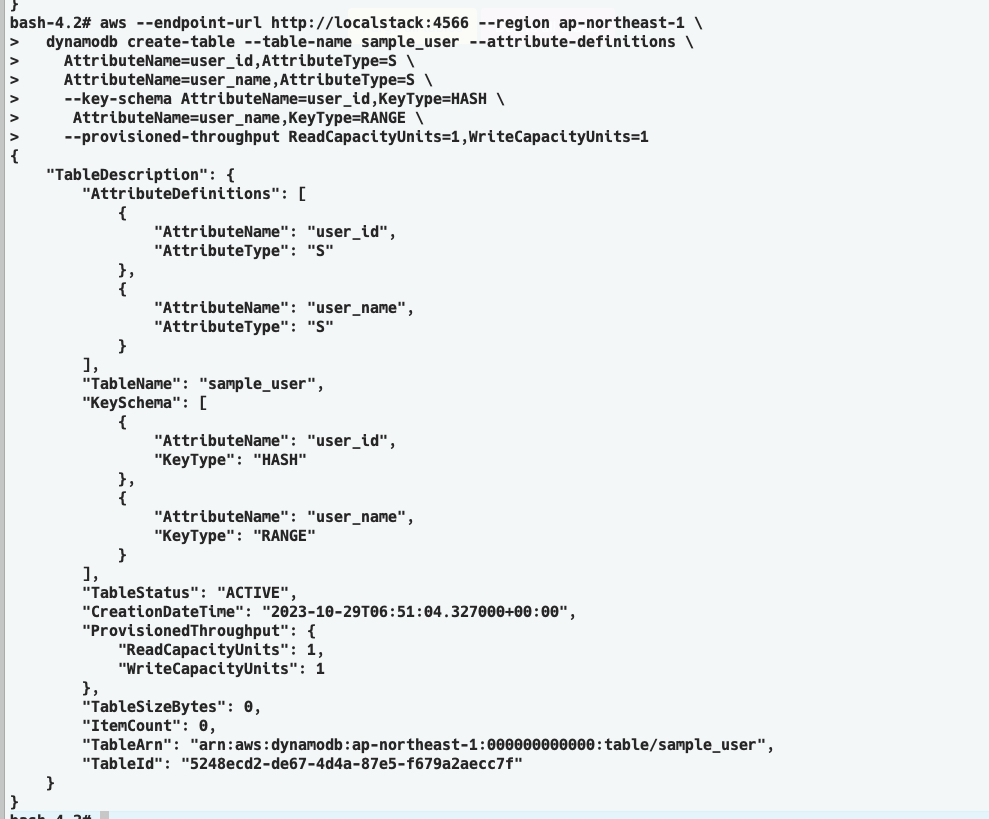 }
bash-4.2# aws --endpoint-url http://localstack:4566 --region ap-northeast-1 \
>   dynamodb create-table --table-name sample_user --attribute-definitions \
>     AttributeName=user_id,AttributeType=S \
>     AttributeName=user_name,AttributeType=S \
>     --key-schema AttributeName=user_id,KeyType=HASH \
>      AttributeName=user_name,KeyType=RANGE \
>     --provisioned-throughput ReadCapacityUnits=1,WriteCapacityUnits=1
{
    "TableDescription": {
        "AttributeDefinitions": [
            {
                "AttributeName": "user_id",
                "AttributeType": "S"
            },
            {
                "AttributeName": "user_name",
                "AttributeType": "S"
            }
        ],
        "TableName": "sample_user",
        "KeySchema": [
            {
                "AttributeName": "user_id",
                "KeyType": "HASH"
            },
            {
                "AttributeName": "user_name",
                "KeyType": "RANGE"
            }
        ],
        "TableStatus": "ACTIVE",
        "CreationDateTime": "2023-10-29T06:51:04.327000+00:00",
        "ProvisionedThroughput": {
            "ReadCapacityUnits": 1,
            "WriteCapacityUnits": 1
        },
        "TableSizeBytes": 0,
        "ItemCount": 0,
        "TableArn": "arn:aws:dynamodb:ap-northeast-1:000000000000:table/sample_user",
        "TableId": "5248ecd2-de67-4d4a-87e5-f679a2aecc7f"
    }
}
bash-4.2#